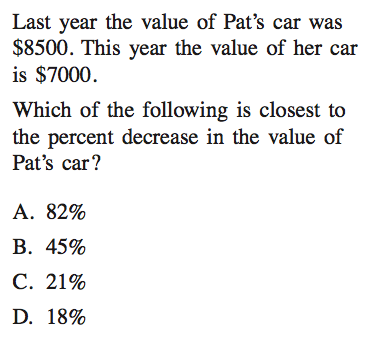 Last year the value of Pat’s car was
$8500. This year the value of her car
is $7000.
Which of the following is closest to
the percent decrease in the value of
Pat’s car?
A. 82%
B. 45%
C. 21%
D. 18%